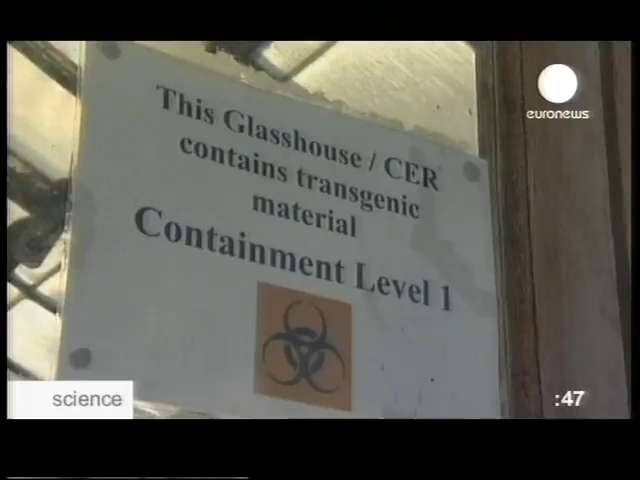 This Glasshouse / CER
contains transgenic
material
Containment Level 1
euronews
science
:47